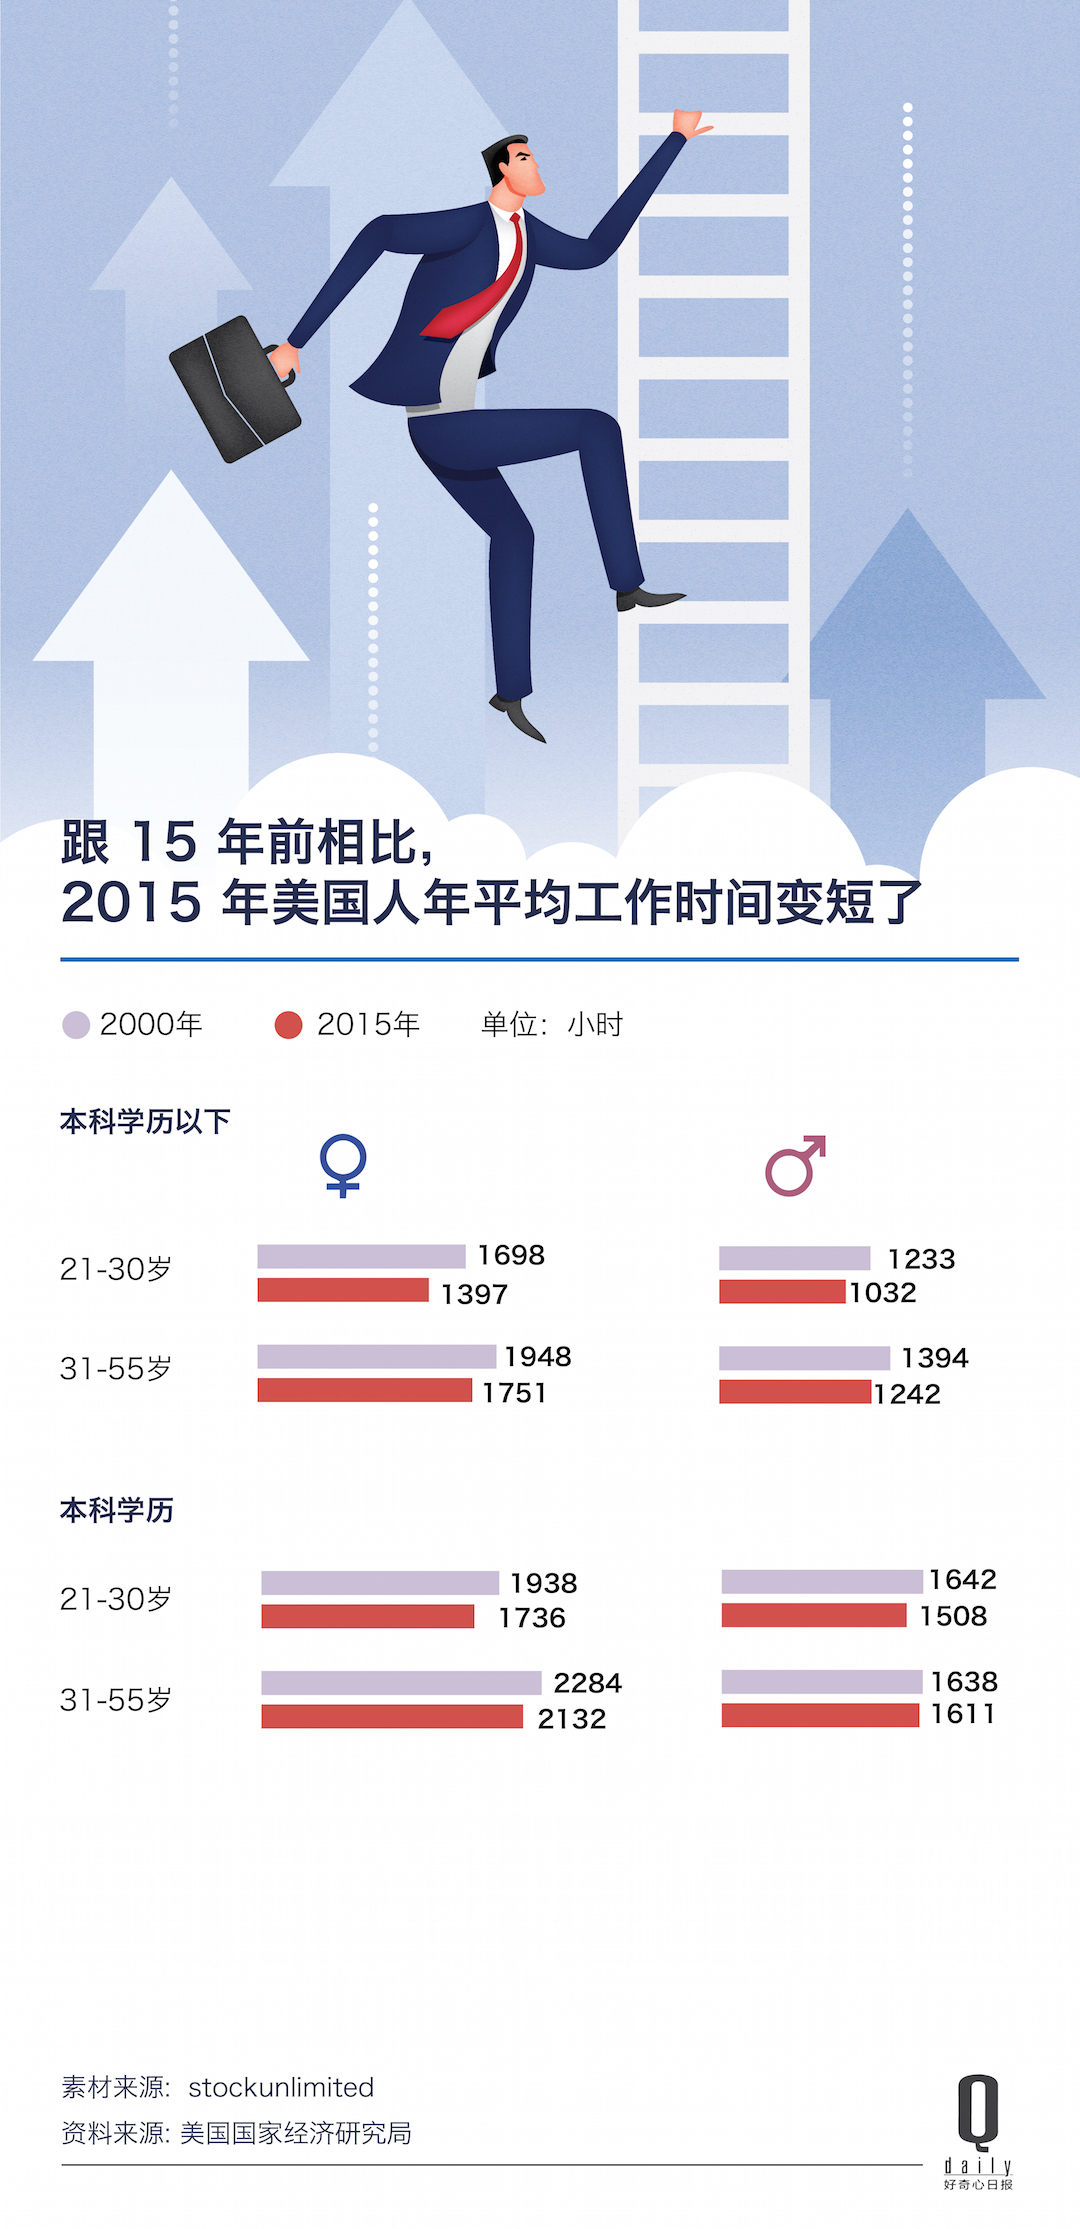 跟 15 年前相比，
2015 年美国人年平均工作时间变短了
2000年 2015年 单位：小时
本科学历以下
♀ ♂
1698 1233
21-30岁
1397 1032
1948 1394
31-55岁
1751 1242
本科学历
1938 1642
21-30岁
1736 1508
2284 1638
31-55岁
2132 1611
素材来源：stockunlimited
资料来源: 美国国家经济研究局
Q
daily
好奇心日报